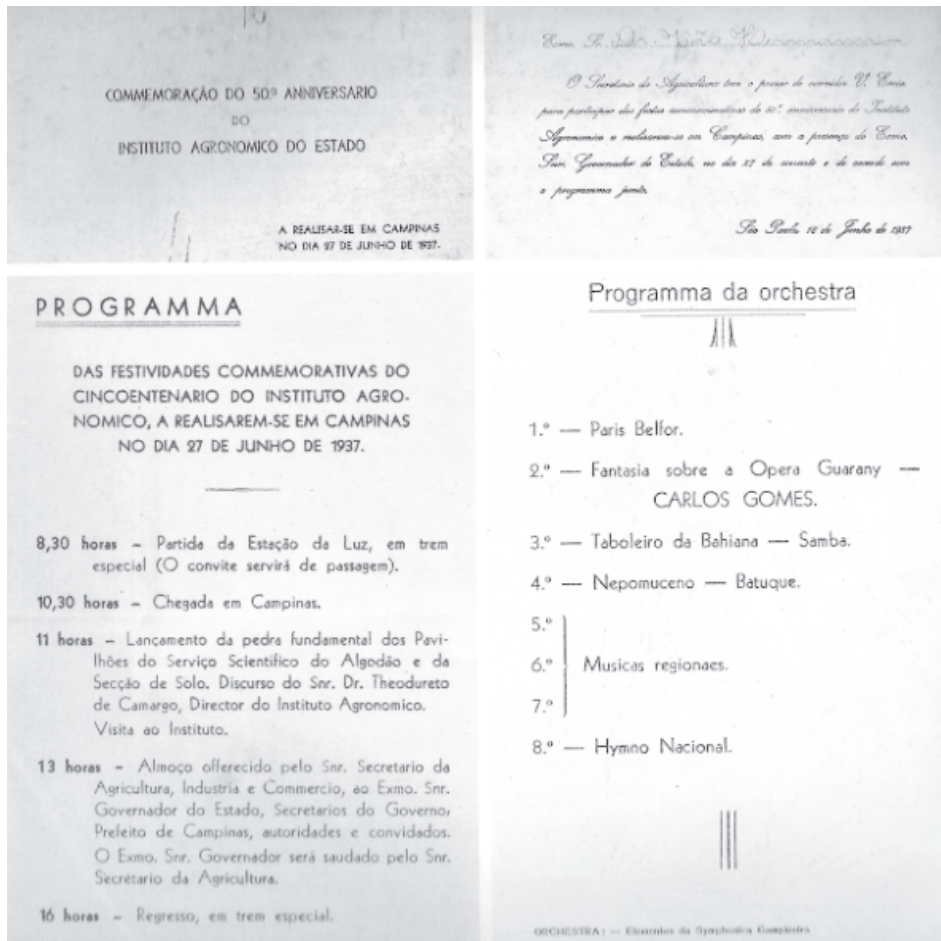 COMMEMORAÇÃO DO 50.º ANNIVERSARIO
DO
INSTITUTO AGRONOMICO DO ESTADO
A REALISAR-SE EM CAMPINAS
NO DIA 27 DE JUNHO DE 1937.
Exmo. Sr. Dr. João Hermann
O Secretario da Agricultura tem o prazer de convidar V. Excia.
para participar das festas commemorativas do 50.º anniversario do Instituto
Agronomico a realisarem-se em Campinas, com a presença do Exmo.
Snr. Governador do Estado, no dia 27 do corrente e de accordo com
o programma junto.
São Paulo, 16 de Junho de 1937
PROGRAMMA
DAS FESTIVIDADES COMMEMORATIVAS DO
CINCOENTENARIO DO INSTITUTO AGRO-
NOMICO, A REALISAREM-SE EM CAMPINAS
NO DIA 27 DE JUNHO DE 1937.
8,30 horas – Partida da Estação da Luz, em trem
especial (O convite servirá de passagem).
10,30 horas – Chegada em Campinas.
11 horas – Lançamento da pedra fundamental dos Pavi-
lhões do Serviço Scientifico do Algodão e da
Secção de Solo. Discurso do Snr. Dr. Theodureto
de Camargo, Director do Instituto Agronomico.
Visita ao Instituto.
13 horas – Almoço offerecido pelo Snr. Secretario da
Agricultura, Industria e Commercio, ao Exmo. Snr.
Governador do Estado, Secretarios do Governo,
Prefeito de Campinas, autoridades e convidados.
O Exmo. Snr. Governador será saudado pelo Snr.
Secretario da Agricultura.
16 horas – Regresso, em trem especial.
Programma da orchestra
1.º — Paris Belfor.
2.º — Fantasia sobre a Opera Guarany —
CARLOS GOMES.
3.º — Taboleiro da Bahiana — Samba.
4.º — Nepomuceno — Batuque.
5.º
6.º Musicas regionaes.
7.º
8.º — Hymno Nacional.
ORCHESTRA: — Elementos da Symphonica Campineira